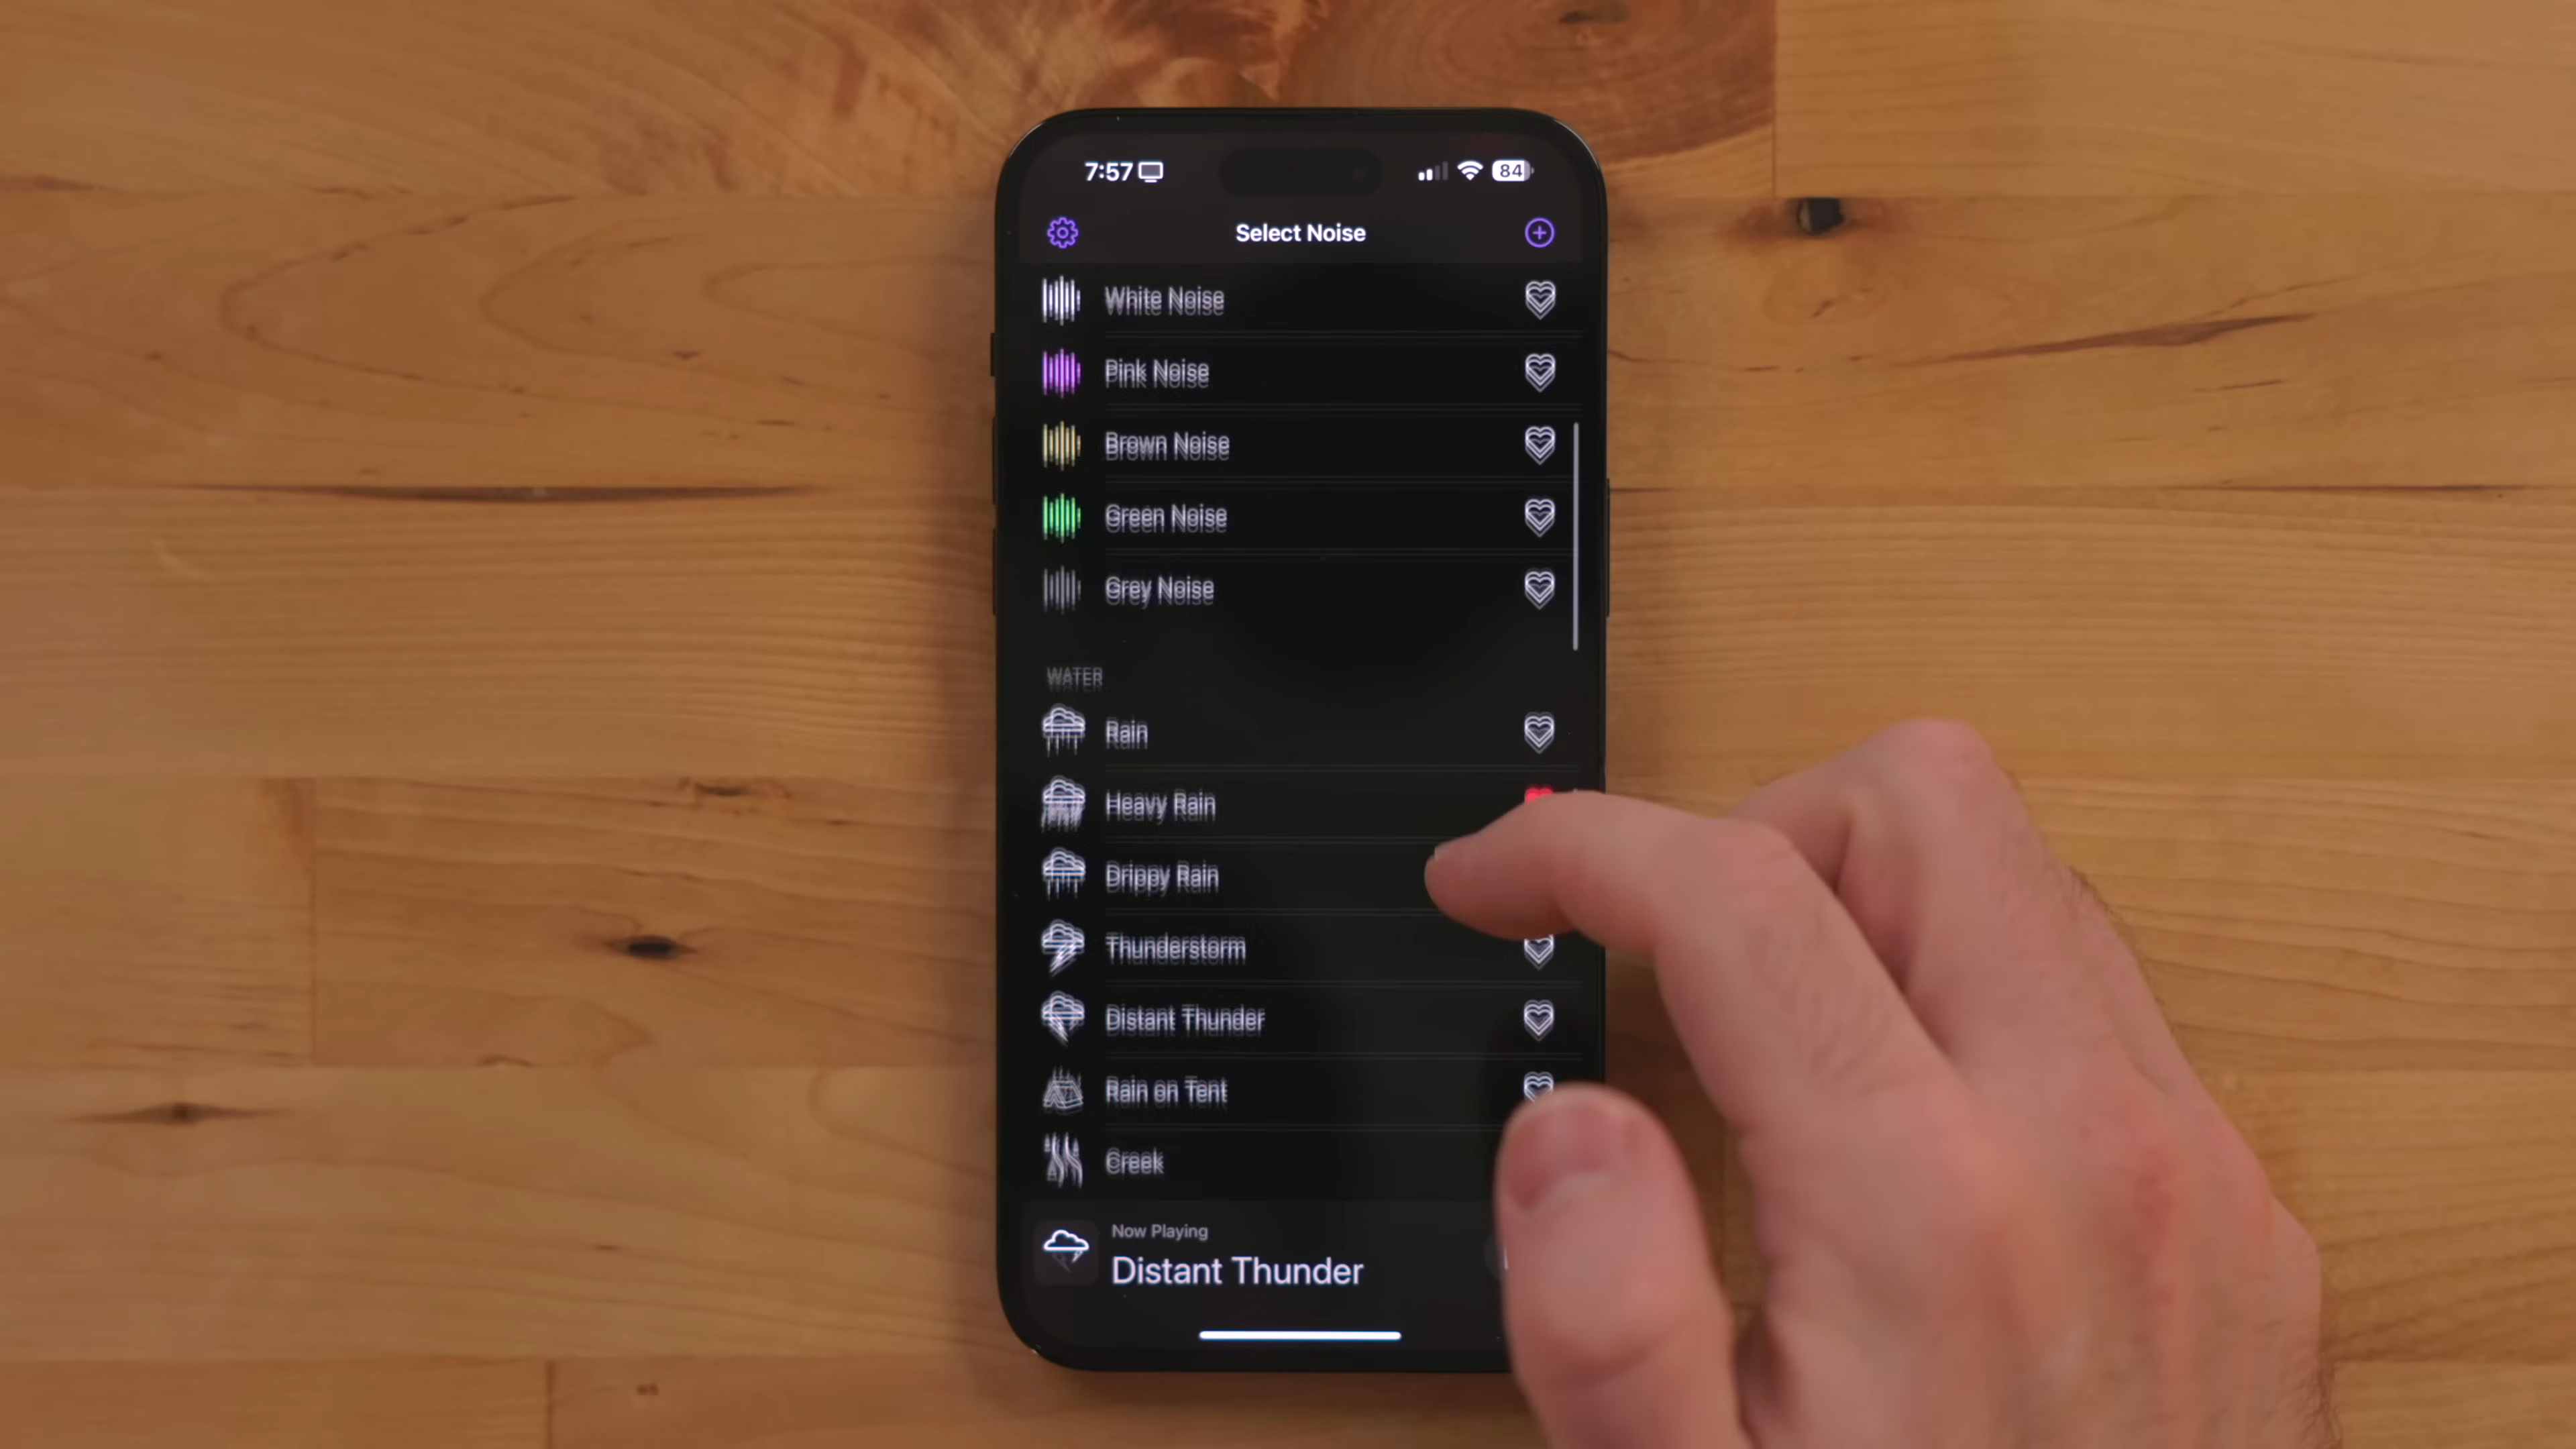 7:57
84
Select Noise
White Noise
Pink Noise
Brown Noise
Green Noise
Grey Noise
WATER
Rain
Heavy Rain
Drippy Rain
Thunderstorm
Distant Thunder
Rain on Tent
Creek
Now Playing
Distant Thunder